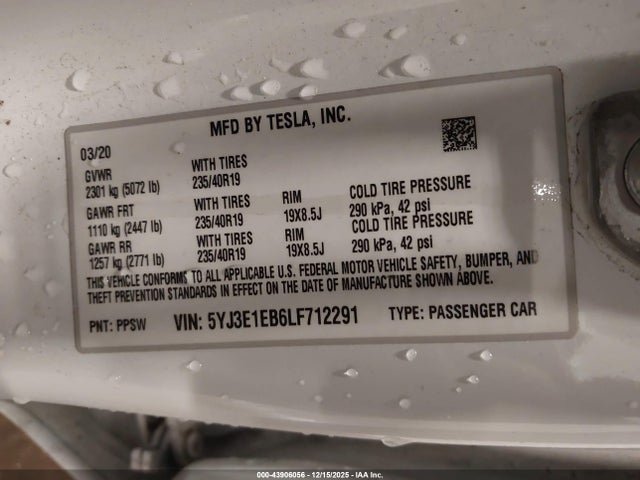 MFD BY TESLA, INC.
03/20
GVWR
2301 kg (5072 lb)
WITH TIRES
235/40R19
GAWR FRT
1110 kg (2447 lb)
WITH TIRES
235/40R19
RIM
19X8.5J
COLD TIRE PRESSURE
290 kPa, 42 psi
GAWR RR
1257 kg (2771 lb)
WITH TIRES
235/40R19
RIM
19X8.5J
COLD TIRE PRESSURE
290 kPa, 42 psi
THIS VEHICLE CONFORMS TO ALL APPLICABLE U.S. FEDERAL MOTOR VEHICLE SAFETY, BUMPER, AND
THEFT PREVENTION STANDARDS IN EFFECT ON THE DATE OF MANUFACTURE SHOWN ABOVE.
PNT: PPSW VIN: 5YJ3E1EB6LF712291 TYPE: PASSENGER CAR
000-43906056 - 12/15/2025 - IAA Inc.